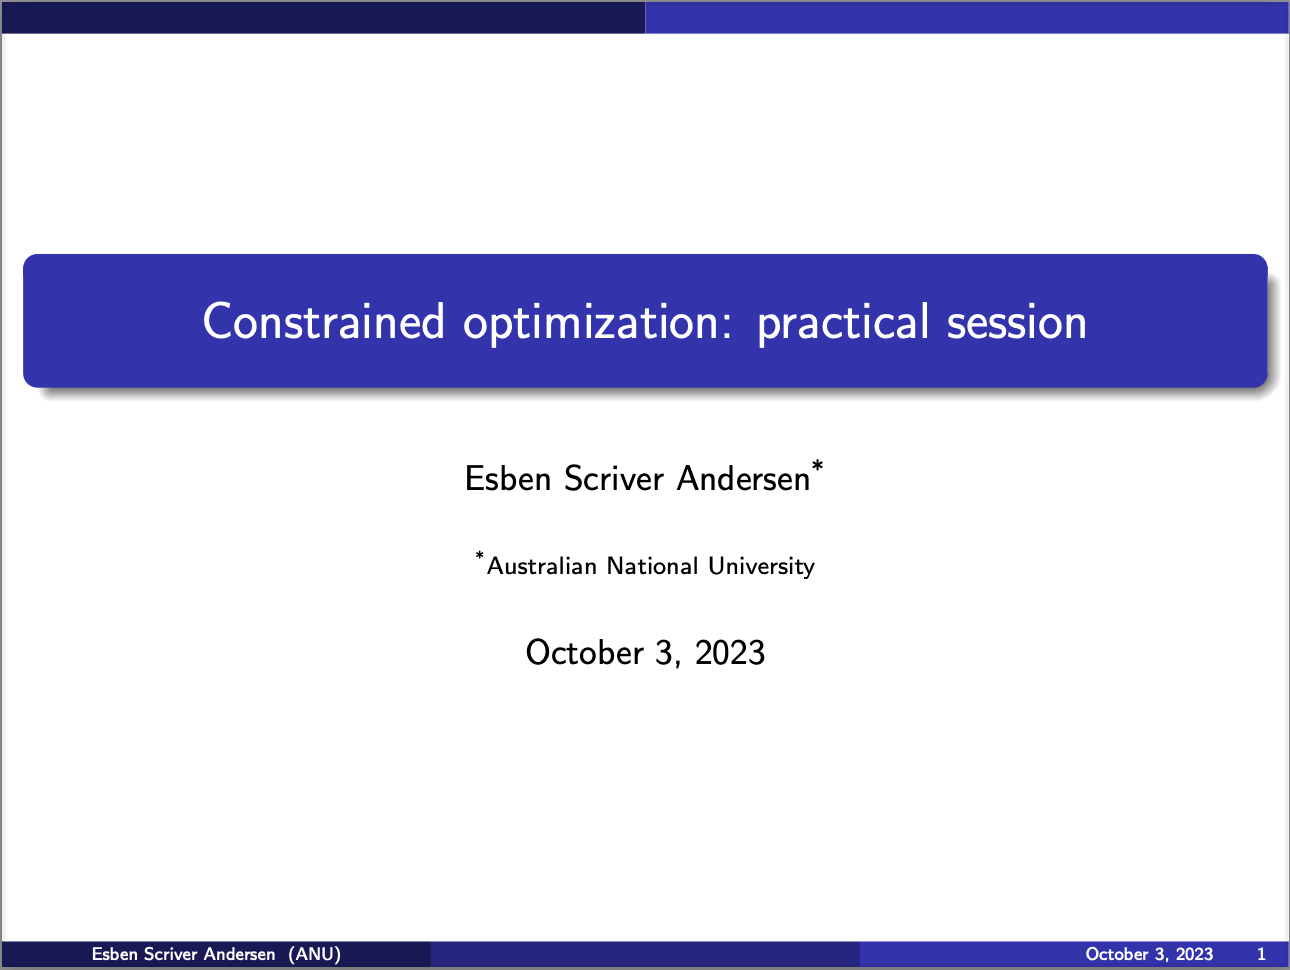 Constrained optimization: practical session
Esben Scriver Andersen*
*Australian National University
October 3, 2023
Esben Scriver Andersen (ANU)
October 3, 2023
1